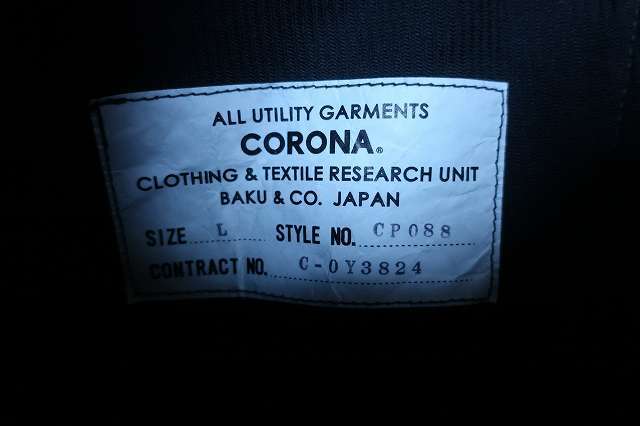 ALL UTILITY GARMENTS
CORONA®
CLOTHING & TEXTILE RESEARCH UNIT
BAKU & CO. JAPAN
SIZE L STYLE NO. CP088
CONTRACT NO. C-0Y3824